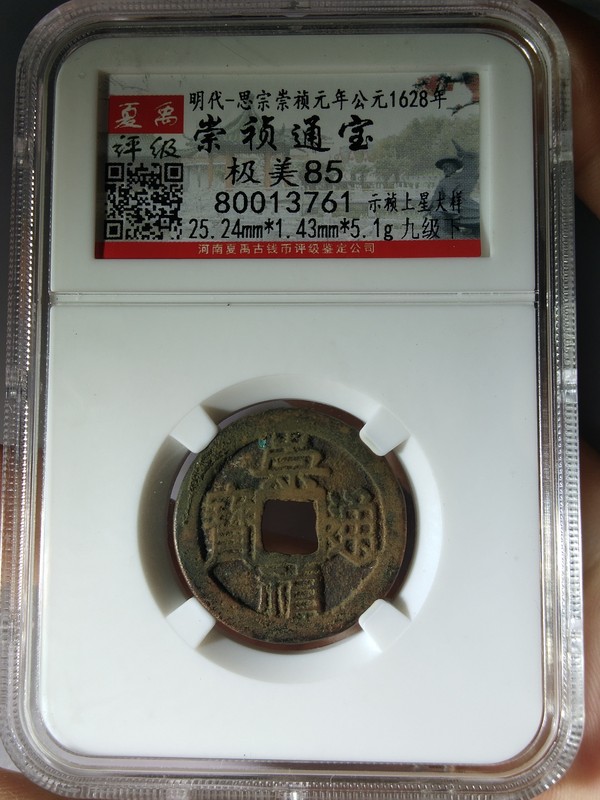 夏禹
评级
明代-思宗崇祯元年公元1628年
崇祯通宝
极美85
80013761 示祯上星大样
25.24mm*1.43mm*5.1g 九级下
河南夏禹古钱币评级鉴定公司
崇禎通寶